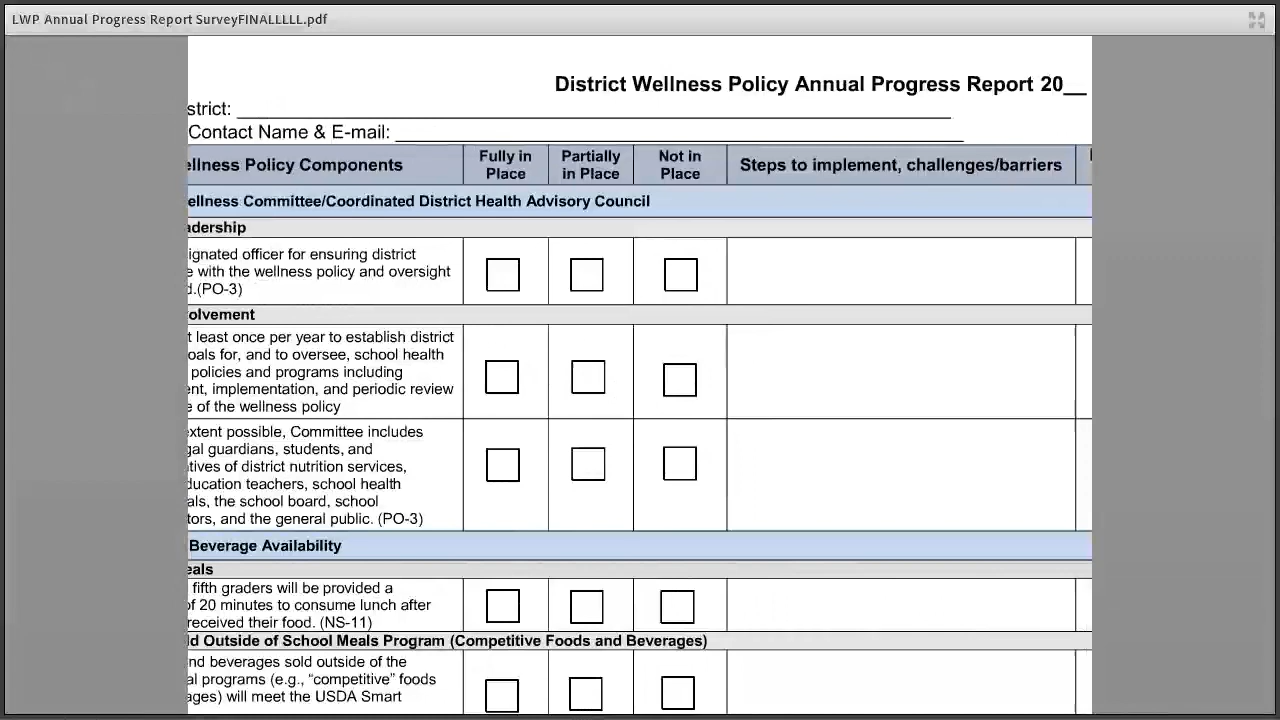 LWP Annual Progress Report SurveyFINALLLLL.pdf
District Wellness Policy Annual Progress Report 20__
strict: ____
Contact Name & E-mail: ____
ellness Policy Components
Fully in Place
Partially in Place
Not in Place
Steps to implement, challenges/barriers
ellness Committee/Coordinated District Health Advisory Council
adership
ignated officer for ensuring district
e with the wellness policy and oversight
d.(PO-3)
olvement
t least once per year to establish district
oals for, and to oversee, school health
policies and programs including
ent, implementation, and periodic review
e of the wellness policy
extent possible, Committee includes
gal guardians, students, and
atives of district nutrition services,
ducation teachers, school health
als, the school board, school
tors, and the general public. (PO-3)
Beverage Availability
eals
fifth graders will be provided a
of 20 minutes to consume lunch after
received their food. (NS-11)
ld Outside of School Meals Program (Competitive Foods and Beverages)
nd beverages sold outside of the
al programs (e.g., “competitive” foods
ages) will meet the USDA Smart